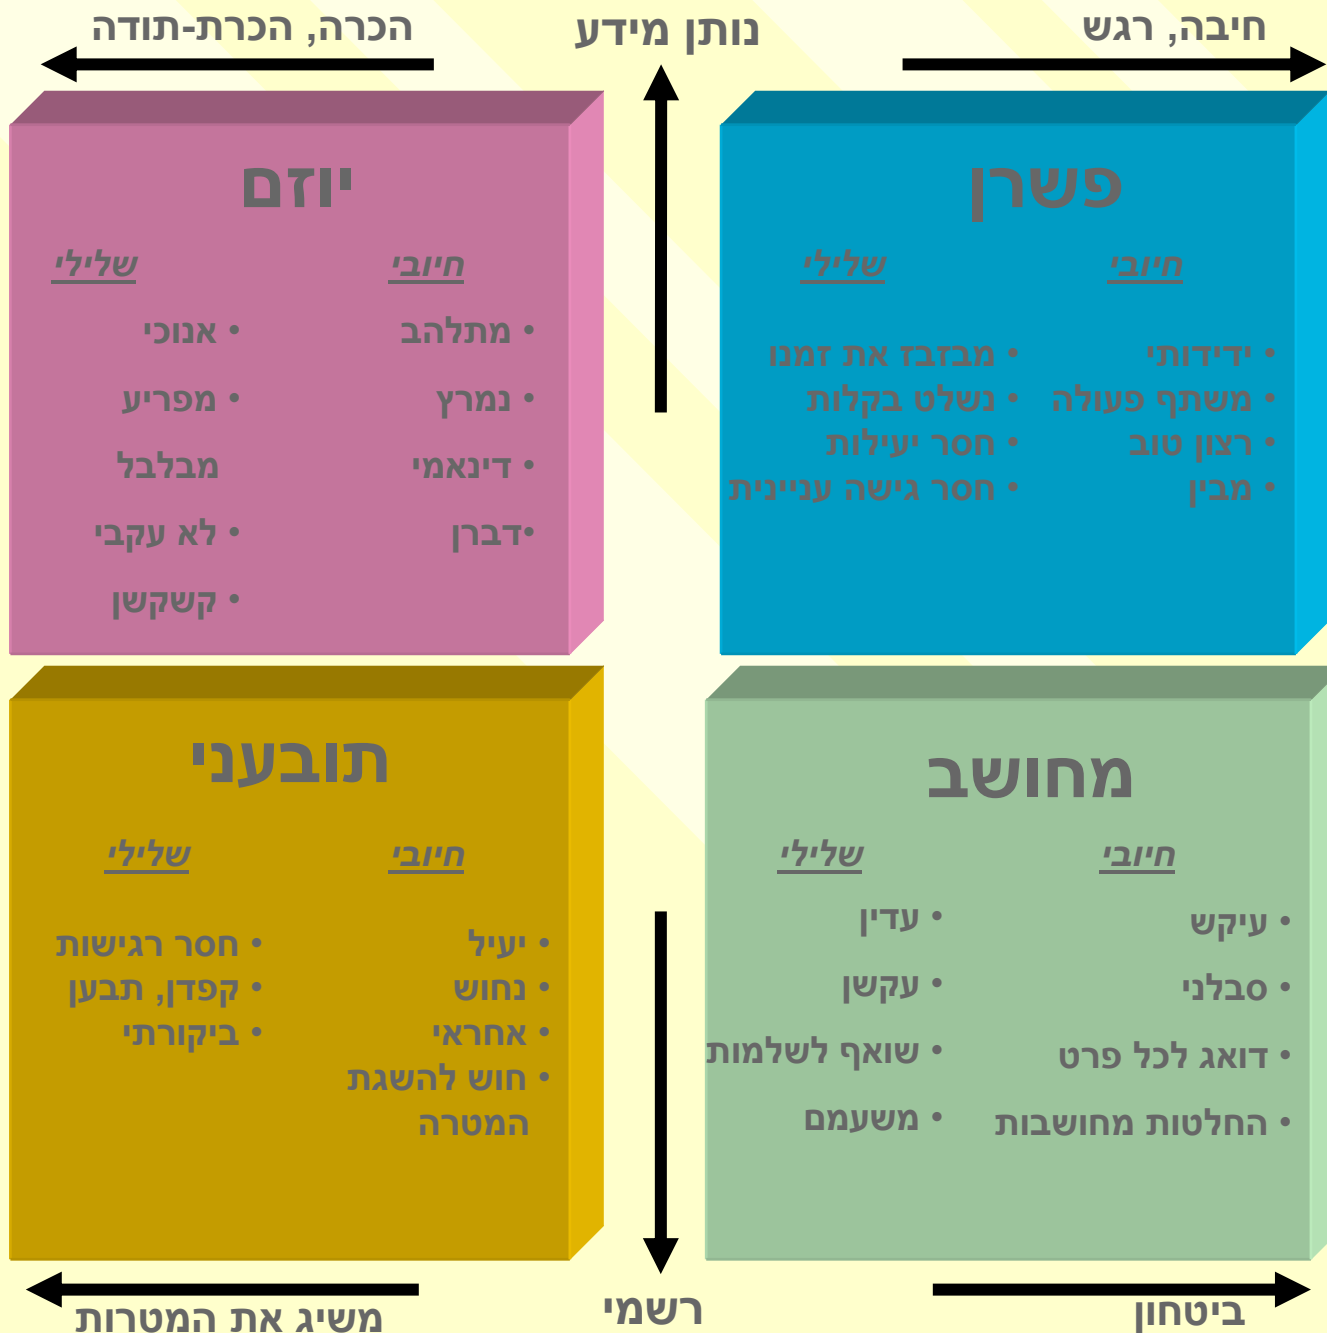 חיבה, רגש
נותן מידע
הכרה, הכרת-תודה
פשרן
חיובי
• ידידותי
• משתף פעולה
• רצון טוב
• מבין
שלילי
• מבזבז את זמנו
• נשלט בקלות
• חסר יעילות
• חסר גישה עניינית
יוזם
חיובי
• מתלהב
• נמרץ
• דינאמי
•דברן
שלילי
• אנוכי
• מפריע
מבלבל
• לא עקבי
• קשקשן
מחושב
חיובי
• עיקש
• סבלני
• דואג לכל פרט
• החלטות מחושבות
שלילי
• עדין
• עקשן
• שואף לשלמות
• משעמם
תובעני
חיובי
• יעיל
• נחוש
• אחראי
• חוש להשגת
המטרה
שלילי
• חסר רגישות
• קפדן, תבען
• ביקורתי
ביטחון
רשמי
משיג את המטרות